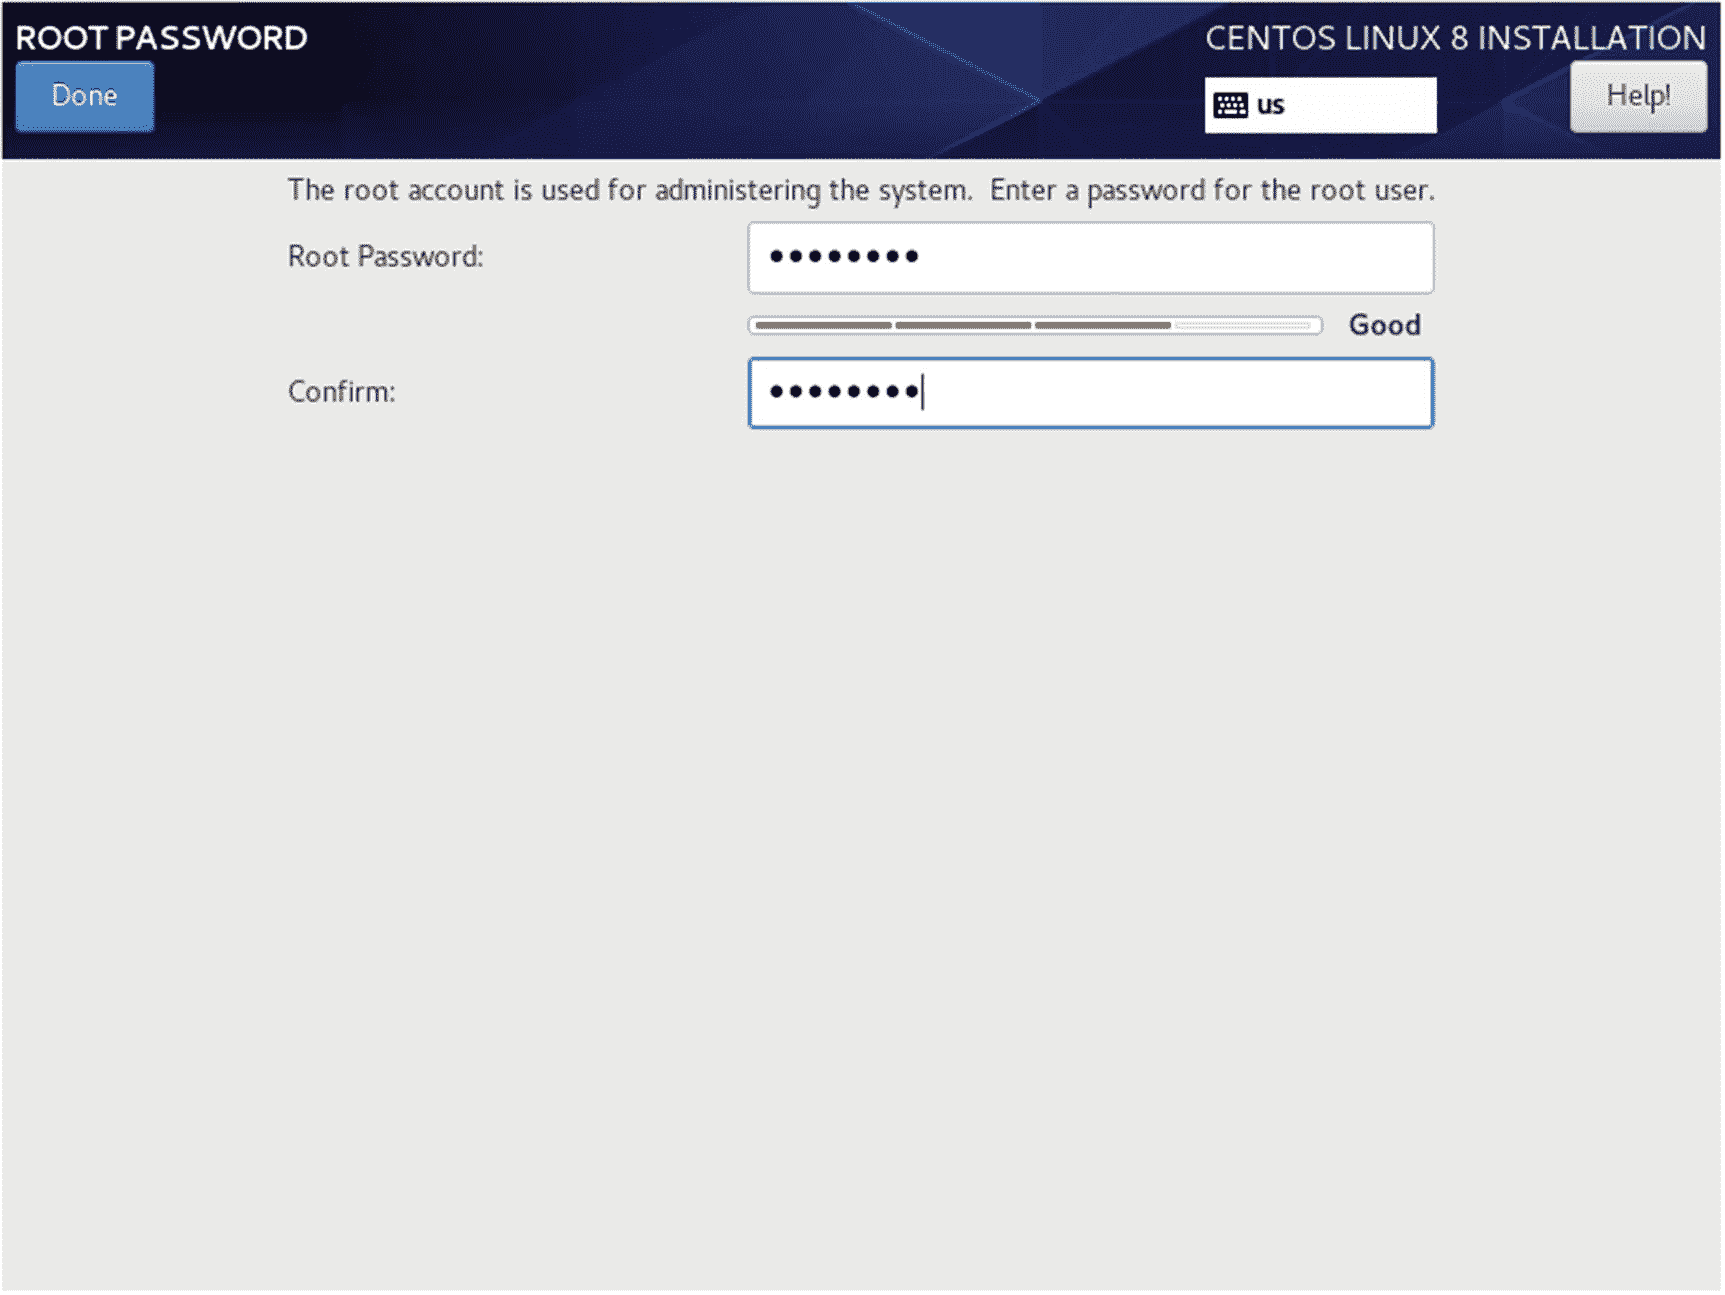 ROOT PASSWORD
CENTOS LINUX 8 INSTALLATION
Done
us
Help!
The root account is used for administering the system.  Enter a password for the root user.
Root Password:
●●●●●●●●
Good
Confirm:
●●●●●●●●